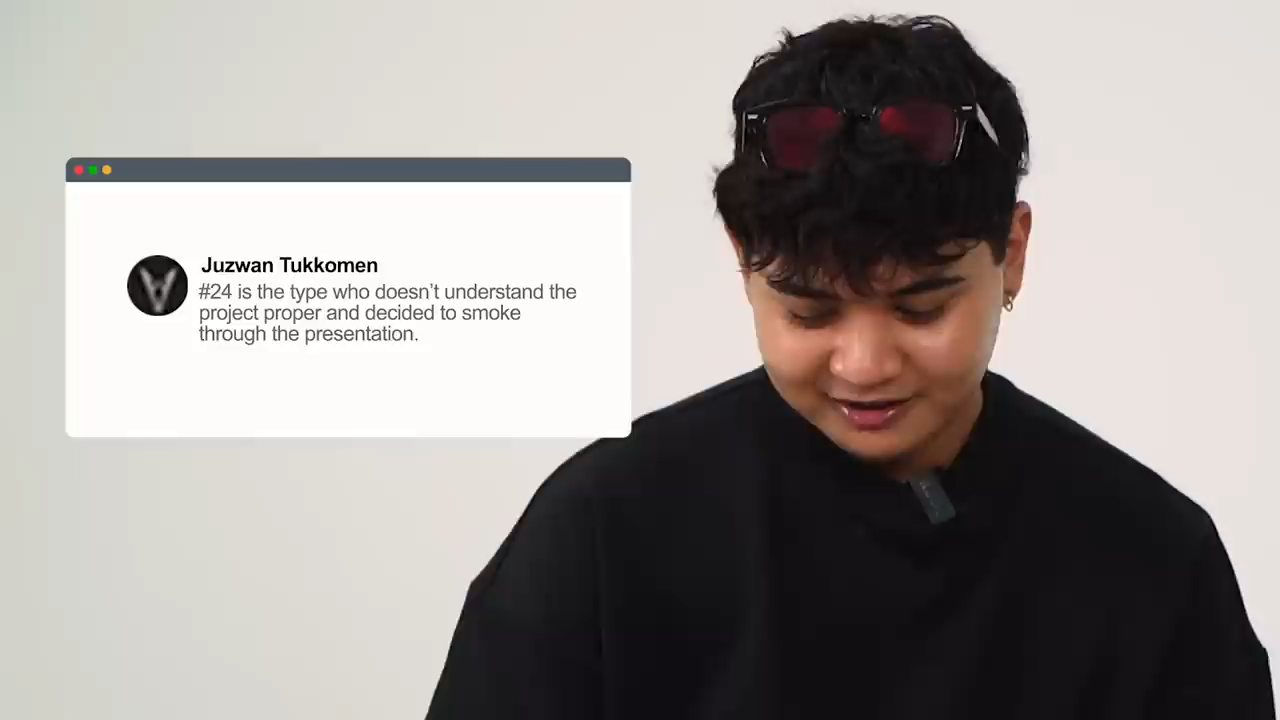 Juzwan Tukkomen
#24 is the type who doesn't understand the
project proper and decided to smoke
through the presentation.